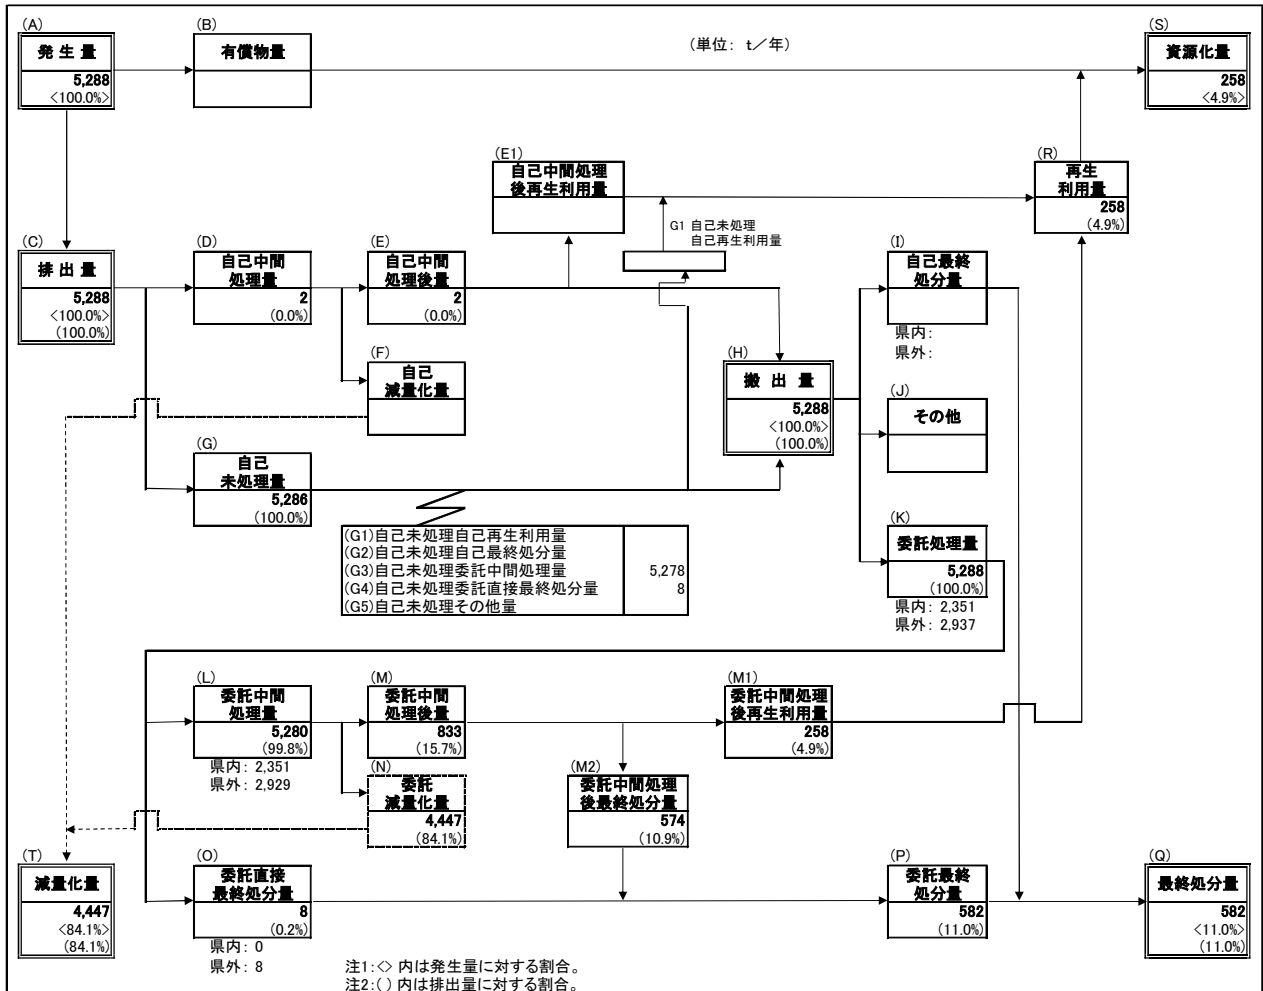 (A)
発 生 量
5,288
<100.0%>
(B)
有償物量
(単位: t/年)
(S)
資源化量
258
<4.9%>
(E1)
自己中間処理
後再生利用量
(R)
再生
利用量
258
(4.9%)
G1 自己未処理
自己再生利用量
(C)
排 出 量
5,288
<100.0%>
(100.0%)
(D)
自己中間
処理量
2
(0.0%)
(E)
自己中間
処理後量
2
(0.0%)
(I)
自己最終
処分量
県内:
県外:
(F)
自己
減量化量
(H)
搬 出 量
5,288
<100.0%>
(100.0%)
(J)
その他
(G)
自己
未処理量
5,286
(100.0%)
(G1)自己未処理自己再生利用量
(G2)自己未処理自己最終処分量
(G3)自己未処理委託中間処理量 5,278
(G4)自己未処理委託直接最終処分量 8
(G5)自己未処理その他量
(K)
委託処理量
5,288
(100.0%)
県内: 2,351
県外: 2,937
(L)
委託中間
処理量
5,280
(99.8%)
県内: 2,351
県外: 2,929
(M)
委託中間
処理後量
833
(15.7%)
(M1)
委託中間処理
後再生利用量
258
(4.9%)
(N)
委託
減量化量
4,447
(84.1%)
(M2)
委託中間処理
後最終処分量
574
(10.9%)
(T)
減量化量
4,447
<84.1%>
(84.1%)
(O)
委託直接
最終処分量
8
(0.2%)
県内: 0
県外: 8
(P)
委託最終
処分量
582
(11.0%)
(Q)
最終処分量
582
<11.0%>
(11.0%)
注1:<> 内は発生量に対する割合。
注2:( ) 内は排出量に対する割合。